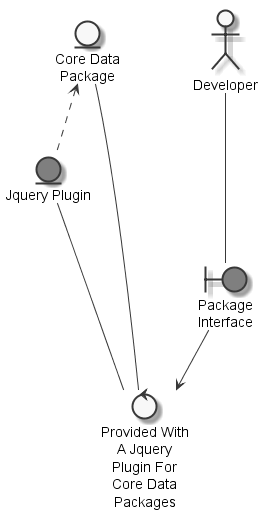 Core Data
Package
Developer
Jquery Plugin
Package
Interface
Provided With
A Jquery
Plugin For
Core Data
Packages